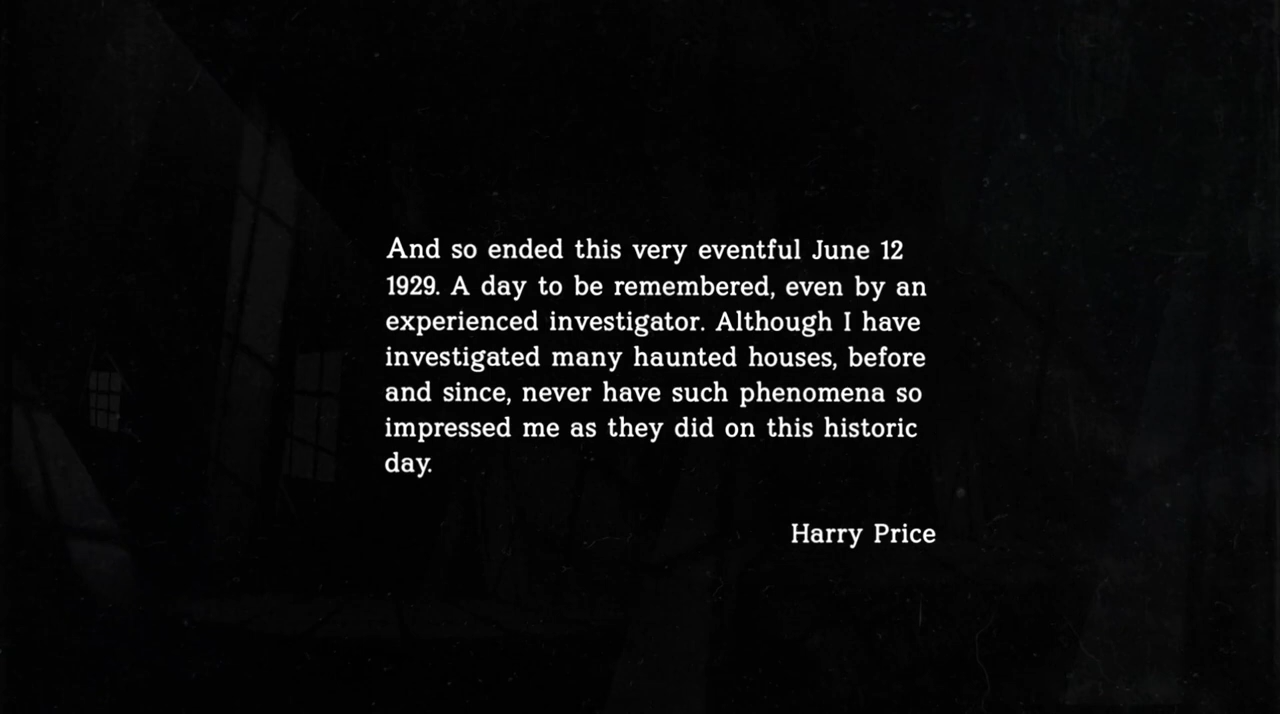 And so ended this very eventful June 12
1929. A day to be remembered, even by an
experienced investigator. Although I have
investigated many haunted houses, before
and since, never have such phenomena so
impressed me as they did on this historic
day.
Harry Price